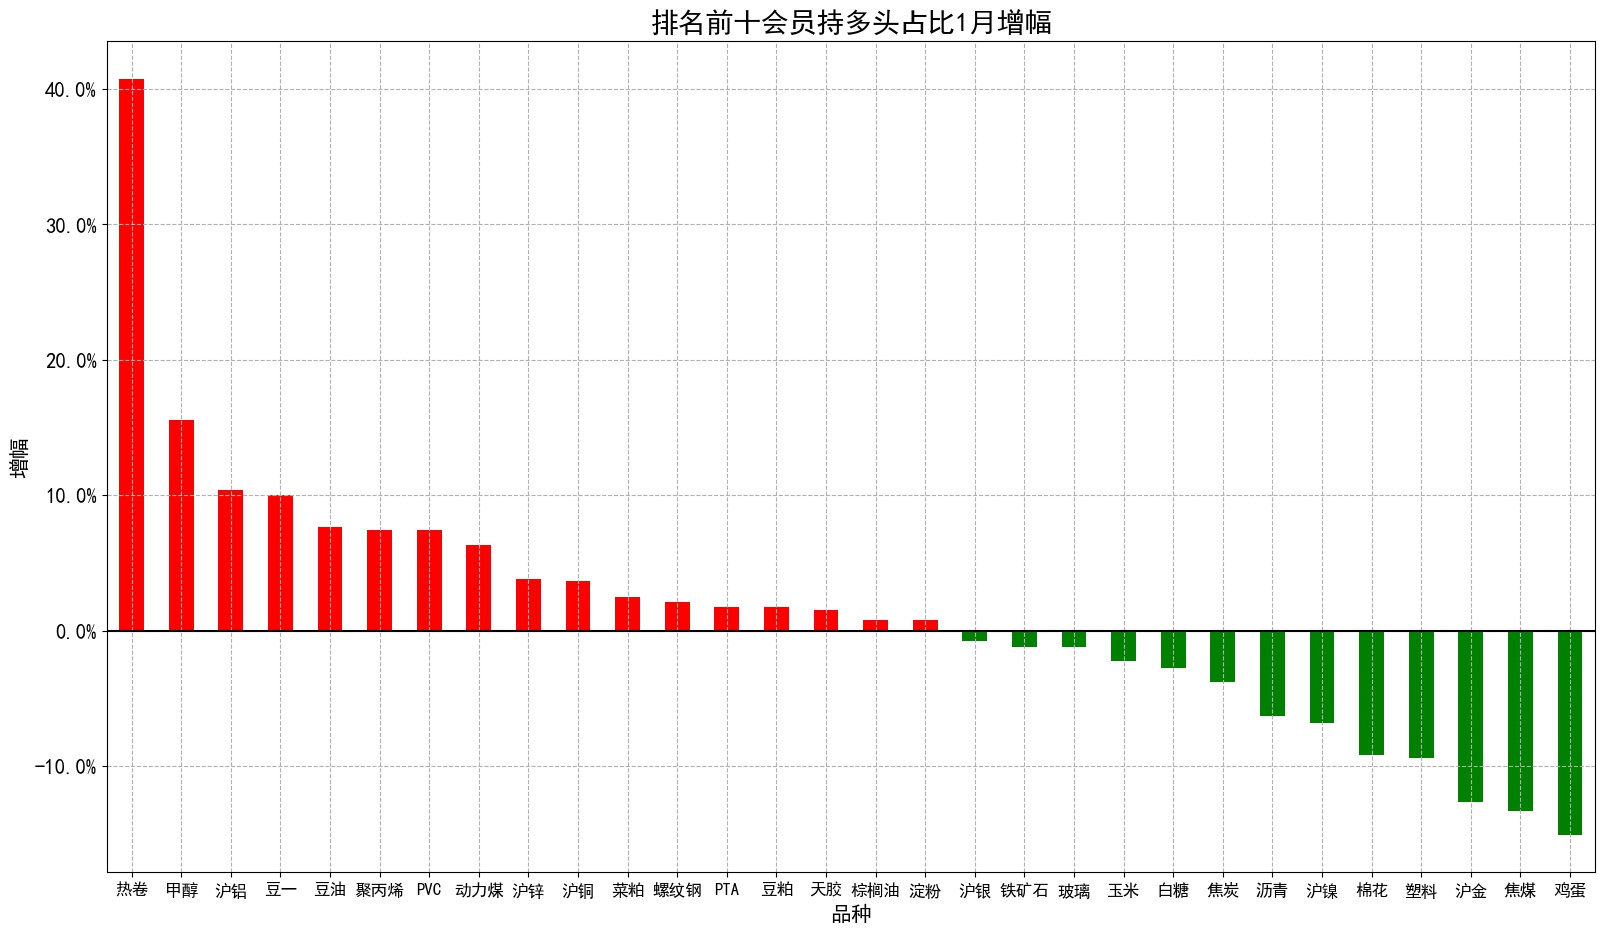 排名前十会员持多头占比1月增幅
40.0%
30.0%
20.0%
10.0%
0.0%
-10.0%
增幅
热卷 甲醇 沪铝 豆一 豆油 聚丙烯 PVC 动力煤 沪锌 沪铜 菜粕 螺纹钢 PTA 豆粕 天胶 棕榈油 淀粉 沪银 铁矿石 玻璃 玉米 白糖 焦炭 沥青 沪镍 棉花 塑料 沪金 焦煤 鸡蛋
品种